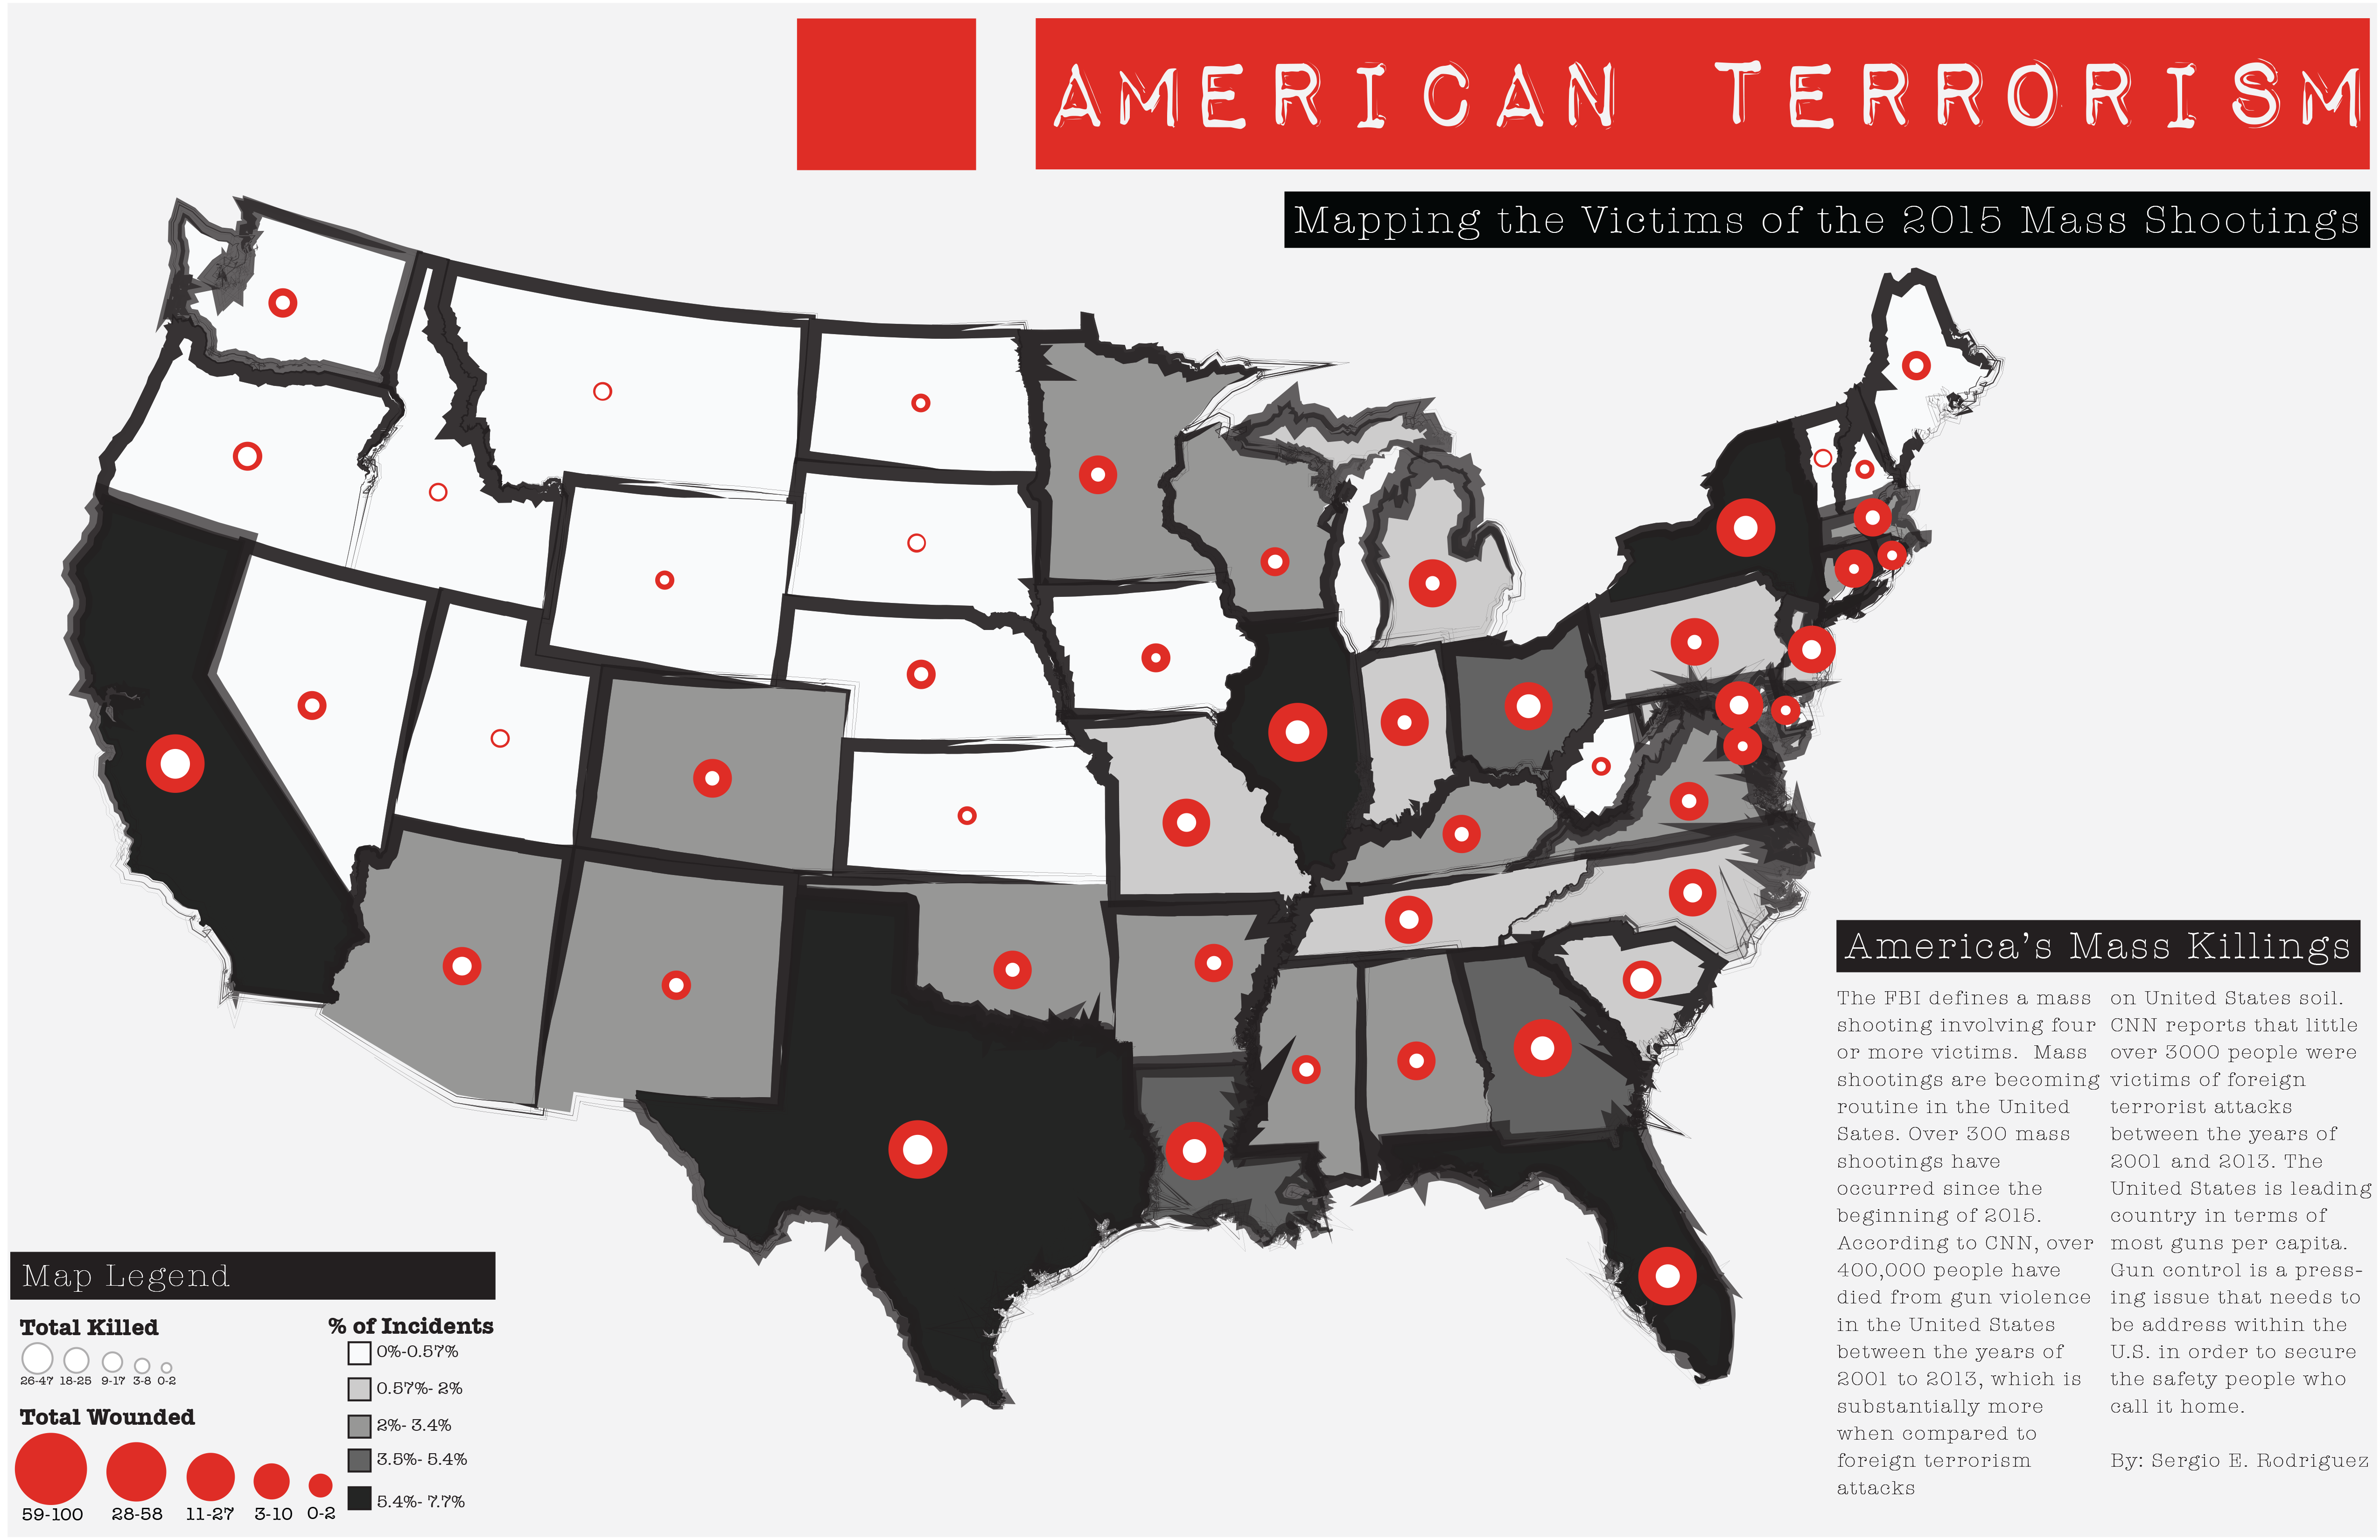 AMERICAN TERRORISM
Mapping the Victims of the 2015 Mass Shootings
America's Mass Killings
The FBI defines a mass
shooting involving four
or more victims. Mass
shootings are becoming
routine in the United
Sates. Over 300 mass
shootings have
occurred since the
beginning of 2015.
According to CNN, over
400,000 people have
died from gun violence
in the United States
between the years of
2001 to 2013, which is
substantially more
when compared to
foreign terrorism
attacks
on United States soil.
CNN reports that little
over 3000 people were
victims of foreign
terrorist attacks
between the years of
2001 and 2013. The
United States is leading
country in terms of
most guns per capita.
Gun control is a press-
ing issue that needs to
be address within the
U.S. in order to secure
the safety people who
call it home.
By: Sergio E. Rodriguez
Map Legend
Total Killed
26-47 18-25 9-17 3-8 0-2
Total Wounded
59-100 28-58 11-27 3-10 0-2
% of Incidents
0%-0.57%
0.57%- 2%
2%- 3.4%
3.5%- 5.4%
5.4%- 7.7%